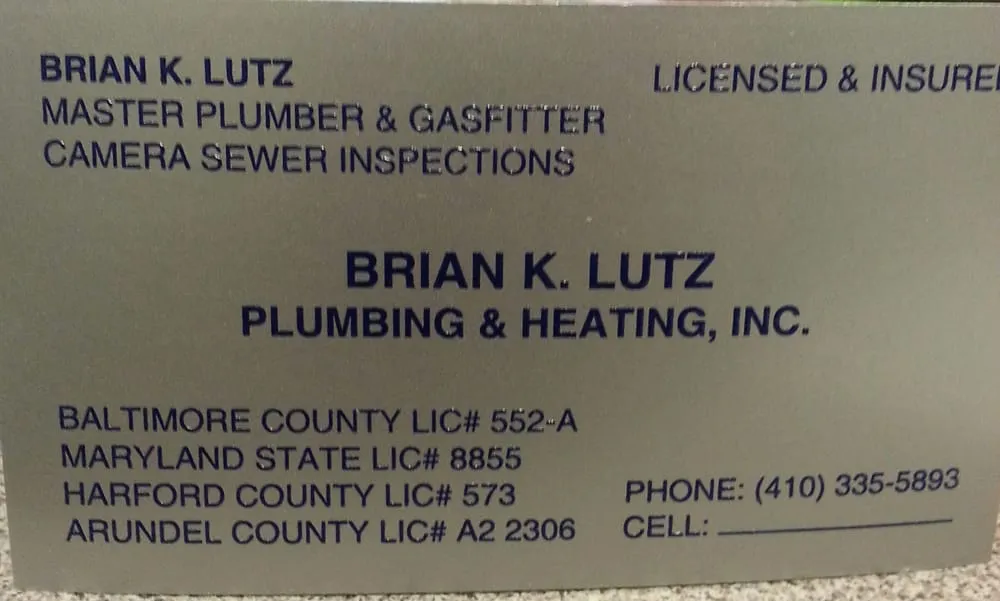 BRIAN K. LUTZ
LICENSED & INSURE
MASTER PLUMBER & GASFITTER
CAMERA SEWER INSPECTIONS
BRIAN K. LUTZ
PLUMBING & HEATING, INC.
BALTIMORE COUNTY LIC# 552-A
MARYLAND STATE LIC# 8855
HARFORD COUNTY LIC# 573
ARUNDEL COUNTY LIC# A2 2306
PHONE: (410) 335-5893
CELL: